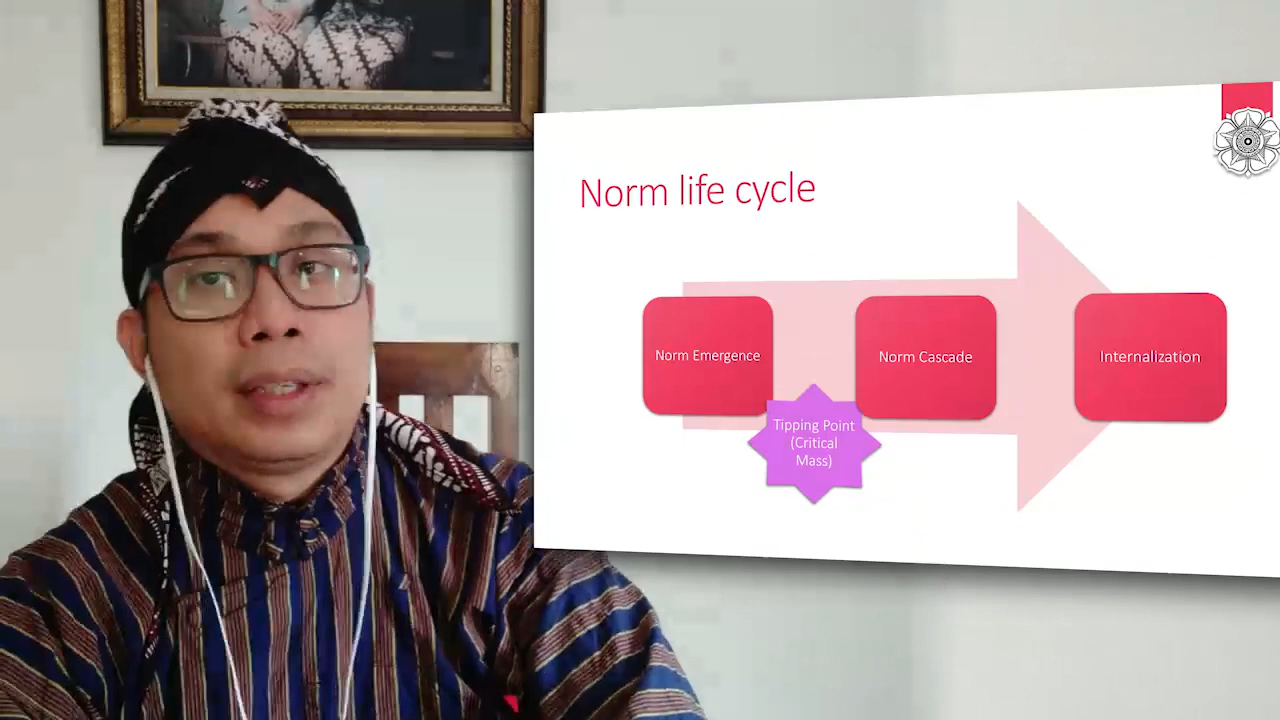 Norm life cycle
Norm Emergence
Norm Cascade
Internalization
Tipping Point
(Critical
Mass)